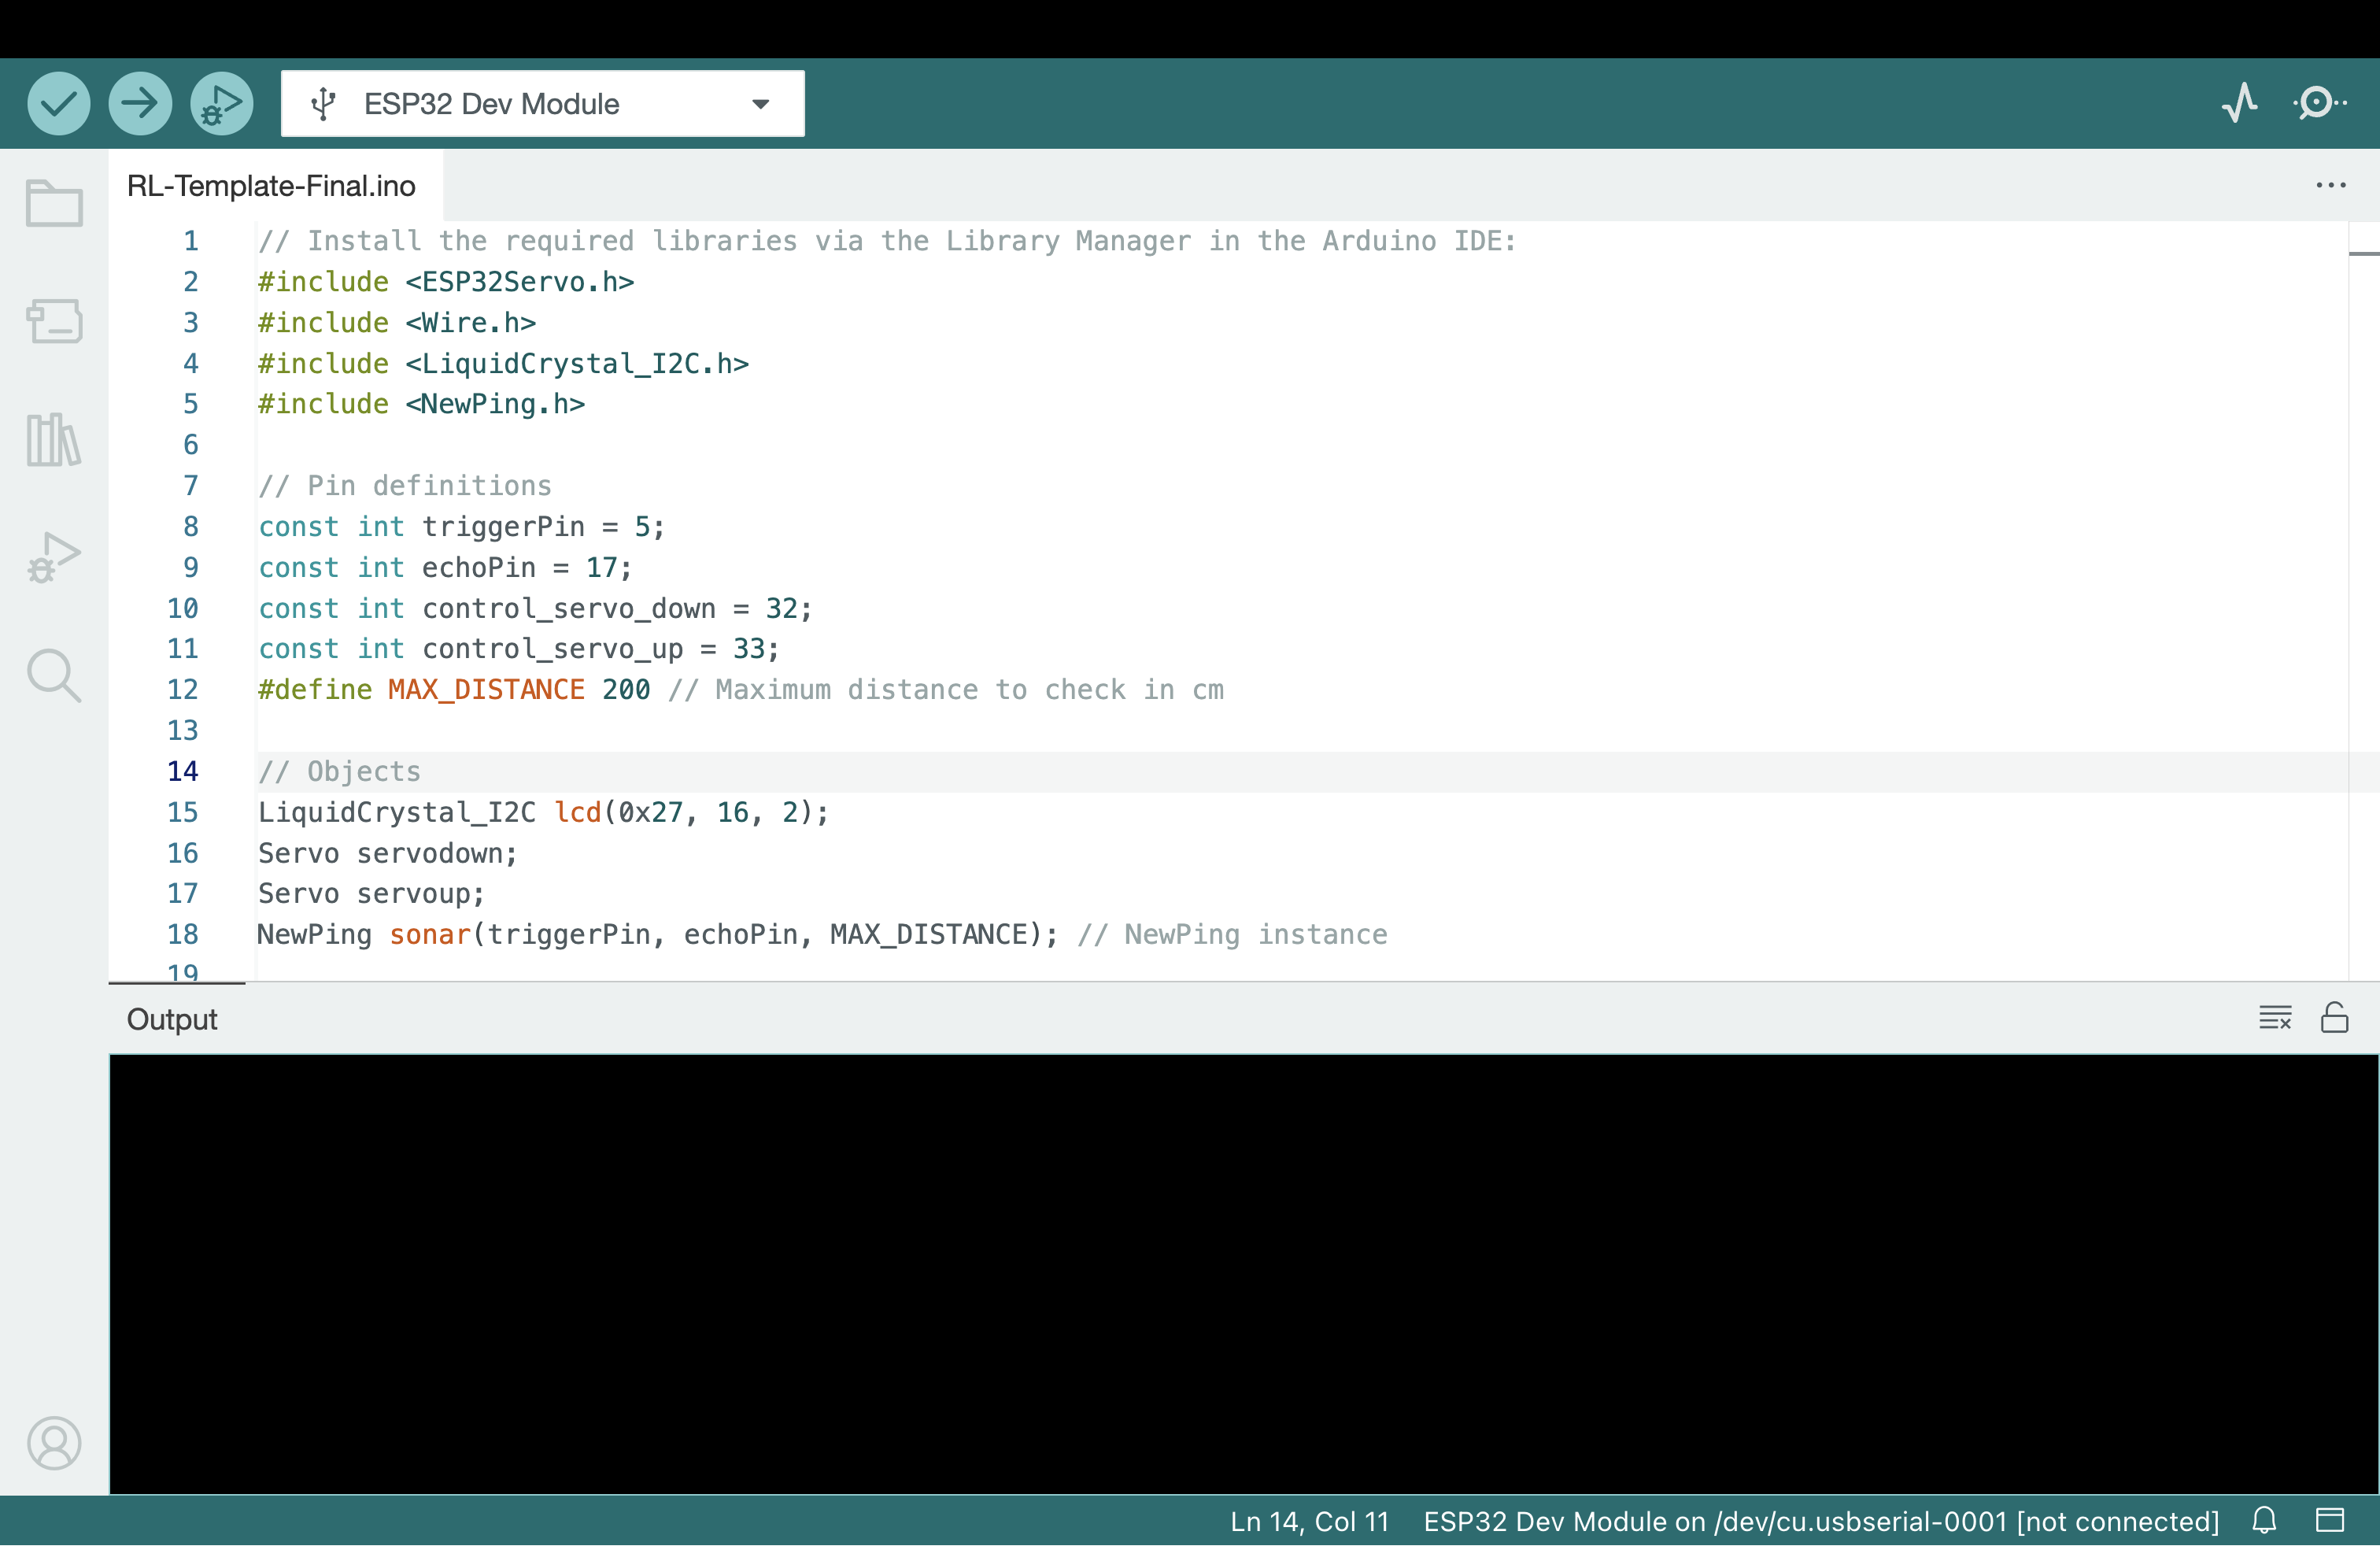 ESP32 Dev Module
RL-Template-Final.ino
1 // Install the required libraries via the Library Manager in the Arduino IDE:
2 #include <ESP32Servo.h>
3 #include <Wire.h>
4 #include <LiquidCrystal_I2C.h>
5 #include <NewPing.h>
6
7 // Pin definitions
8 const int triggerPin = 5;
9 const int echoPin = 17;
10 const int control_servo_down = 32;
11 const int control_servo_up = 33;
12 #define MAX_DISTANCE 200 // Maximum distance to check in cm
13
14 // Objects
15 LiquidCrystal_I2C lcd(0x27, 16, 2);
16 Servo servodown;
17 Servo servoup;
18 NewPing sonar(triggerPin, echoPin, MAX_DISTANCE); // NewPing instance
19
Output
Ln 14, Col 11 ESP32 Dev Module on /dev/cu.usbserial-0001 [not connected]